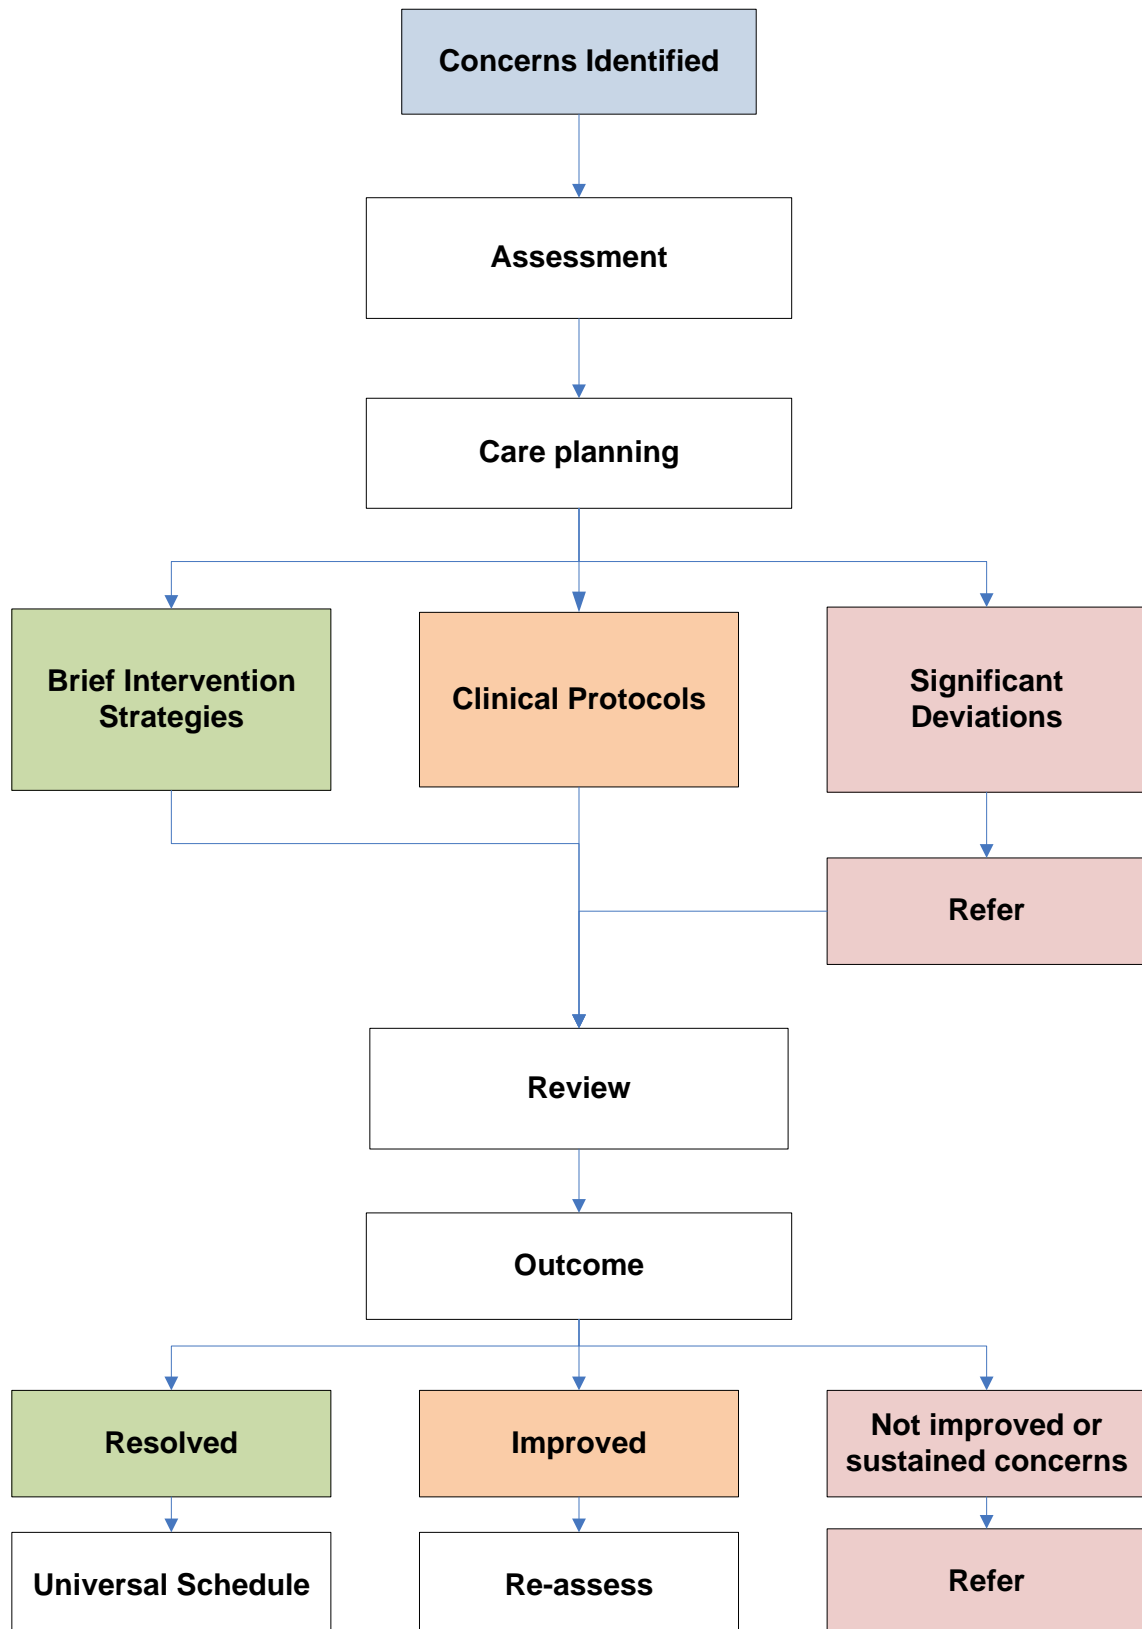 Concerns Identified
Assessment
Care planning
Brief Intervention
Strategies
Clinical Protocols
Significant
Deviations
Refer
Review
Outcome
Resolved
Improved
Not improved or
sustained concerns
Universal Schedule
Re-assess
Refer